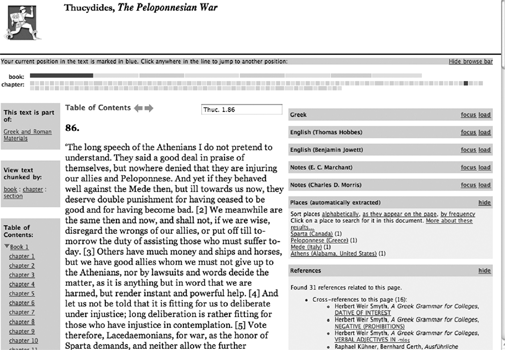 Thucydides, The Peloponnesian War
Your current position in the text is marked in blue. Click anywhere in the line to jump to another position:
Hide browse bar
book:
chapter:
This text is part of:
Greek and Roman Materials
View text chunked by:
book : chapter : section
Table of Contents:
Book 1
chapter 1
chapter 2
chapter 3
chapter 4
chapter 5
chapter 6
chapter 7
chapter 8
chapter 9
chapter 10
Table of Contents
Thuc. 1.86
86.
'The long speech of the Athenians I do not pretend to
understand. They said a good deal in praise of
themselves, but nowhere denied that they are injuring
our allies and Peloponnese. And yet if they behaved
well against the Mede then, but ill towards us now, they
deserve double punishment for having ceased to be
good and for having become bad. [2] We meanwhile are
the same then and now, and shall not, if we are wise,
disregard the wrongs of our allies, or put off till to-
morrow the duty of assisting those who must suffer to-
day. [3] Others have much money and ships and horses,
but we have good allies whom we must not give up to
the Athenians, nor by lawsuits and words decide the
matter, as it is anything but in word that we are
harmed, but render instant and powerful help. [4] And
let us not be told that it is fitting for us to deliberate
under injustice; long deliberation is rather fitting for
those who have injustice in contemplation. [5] Vote
therefore, Lacedaemonians, for war, as the honor of
Sparta demands, and neither allow the further
Greek
focus load
English (Thomas Hobbes)
focus load
English (Benjamin Jowett)
focus load
Notes (E. C. Marchant)
focus load
Notes (Charles D. Morris)
focus load
Places (automatically extracted)
hide
Sort places alphabetically, as they appear on the page, by frequency
Click on a place to search for it in this document. More about these
results...
Sparta (Canada) (1)
Peloponnese (Greece) (1)
Mede (Italy) (1)
Athens (Alabama, United States) (1)
References
hide
Found 31 references related to this page.
Cross-references to this page (16):
Herbert Weir Smyth, A Greek Grammar for Colleges,
DATIVE OF INTEREST
Herbert Weir Smyth, A Greek Grammar for Colleges,
NEGATIVE (PROHIBITIONS)
Herbert Weir Smyth, A Greek Grammar for Colleges,
VERBAL ADJECTIVES IN
Raphael Kühner, Bernhard Gerth, Ausführliche